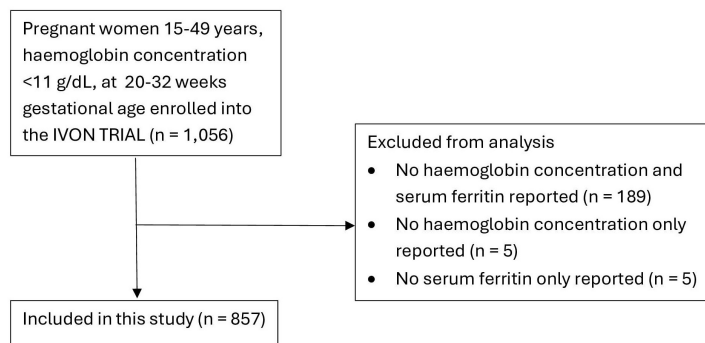 Pregnant women 15-49 years,
haemoglobin concentration
<11 g/dL, at  20-32 weeks
gestational age enrolled into
the IVON TRIAL (n = 1,056)
Excluded from analysis
• No haemoglobin concentration and
serum ferritin reported (n = 189)
• No haemoglobin concentration only
reported (n = 5)
• No serum ferritin only reported (n = 5)
Included in this study (n = 857)